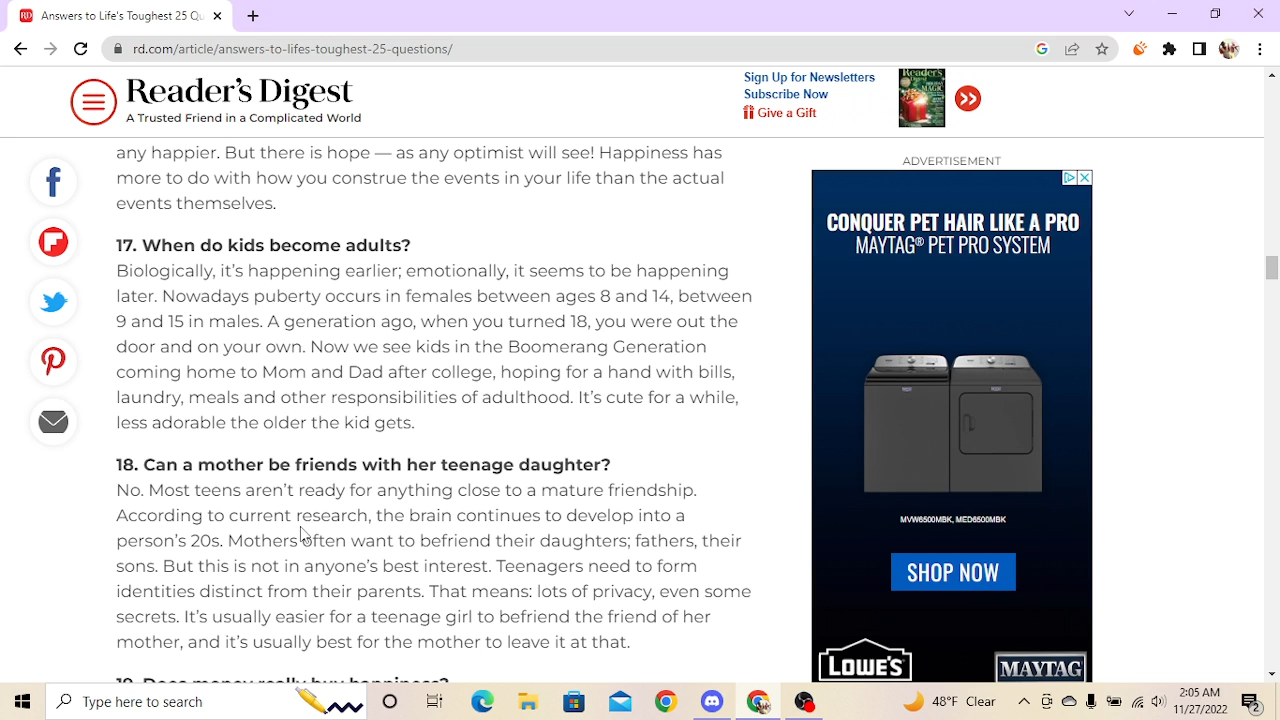 Answers to Life's Toughest 25 Qu
rd.com/article/answers-to-lifes-toughest-25-questions/
Reader's Digest
A Trusted Friend in a Complicated World
Sign Up for Newsletters
Subscribe Now
Give a Gift
any happier. But there is hope — as any optimist will see! Happiness has
more to do with how you construe the events in your life than the actual
events themselves.
17. When do kids become adults?
Biologically, it's happening earlier; emotionally, it seems to be happening
later. Nowadays puberty occurs in females between ages 8 and 14, between
9 and 15 in males. A generation ago, when you turned 18, you were out the
door and on your own. Now we see kids in the Boomerang Generation
coming home to Mom and Dad after college, hoping for a hand with bills,
laundry, meals and other responsibilities of adulthood. It's cute for a while,
less adorable the older the kid gets.
18. Can a mother be friends with her teenage daughter?
No. Most teens aren't ready for anything close to a mature friendship.
According to current research, the brain continues to develop into a
person's 20s. Mothers often want to befriend their daughters; fathers, their
sons. But this is not in anyone's best interest. Teenagers need to form
identities distinct from their parents. That means: lots of privacy, even some
secrets. It's usually easier for a teenage girl to befriend the friend of her
mother, and it's usually best for the mother to leave it at that.
ADVERTISEMENT
CONQUER PET HAIR LIKE A PRO
MAYTAG® PET PRO SYSTEM
MVW6500MBK, MED6500MBK
SHOP NOW
LOWE'S
MAYTAG
Type here to search
48°F Clear
2:05 AM
11/27/2022
2